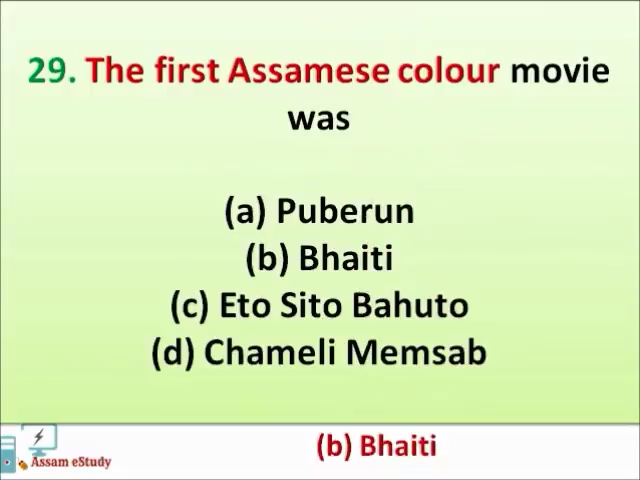 29. The first Assamese colour movie
was
(a) Puberun
(b) Bhaiti
(c) Eto Sito Bahuto
(d) Chameli Memsab
(b) Bhaiti
Assam eStudy